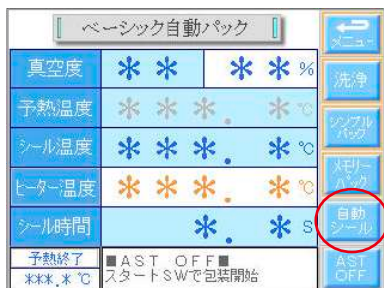 ベーシック自動パック
メニュー
真空度 ** ** %
洗浄
予熱温度 ***. * ℃
シンプル
パック
シール温度 ***. * ℃
メモリー
パック
ヒーター温度 ***. * ℃
自動
シール
シール時間 *. * S
予熱終了
***.* ℃
■AST OFF■
スタートSWで包装開始
AST
OFF